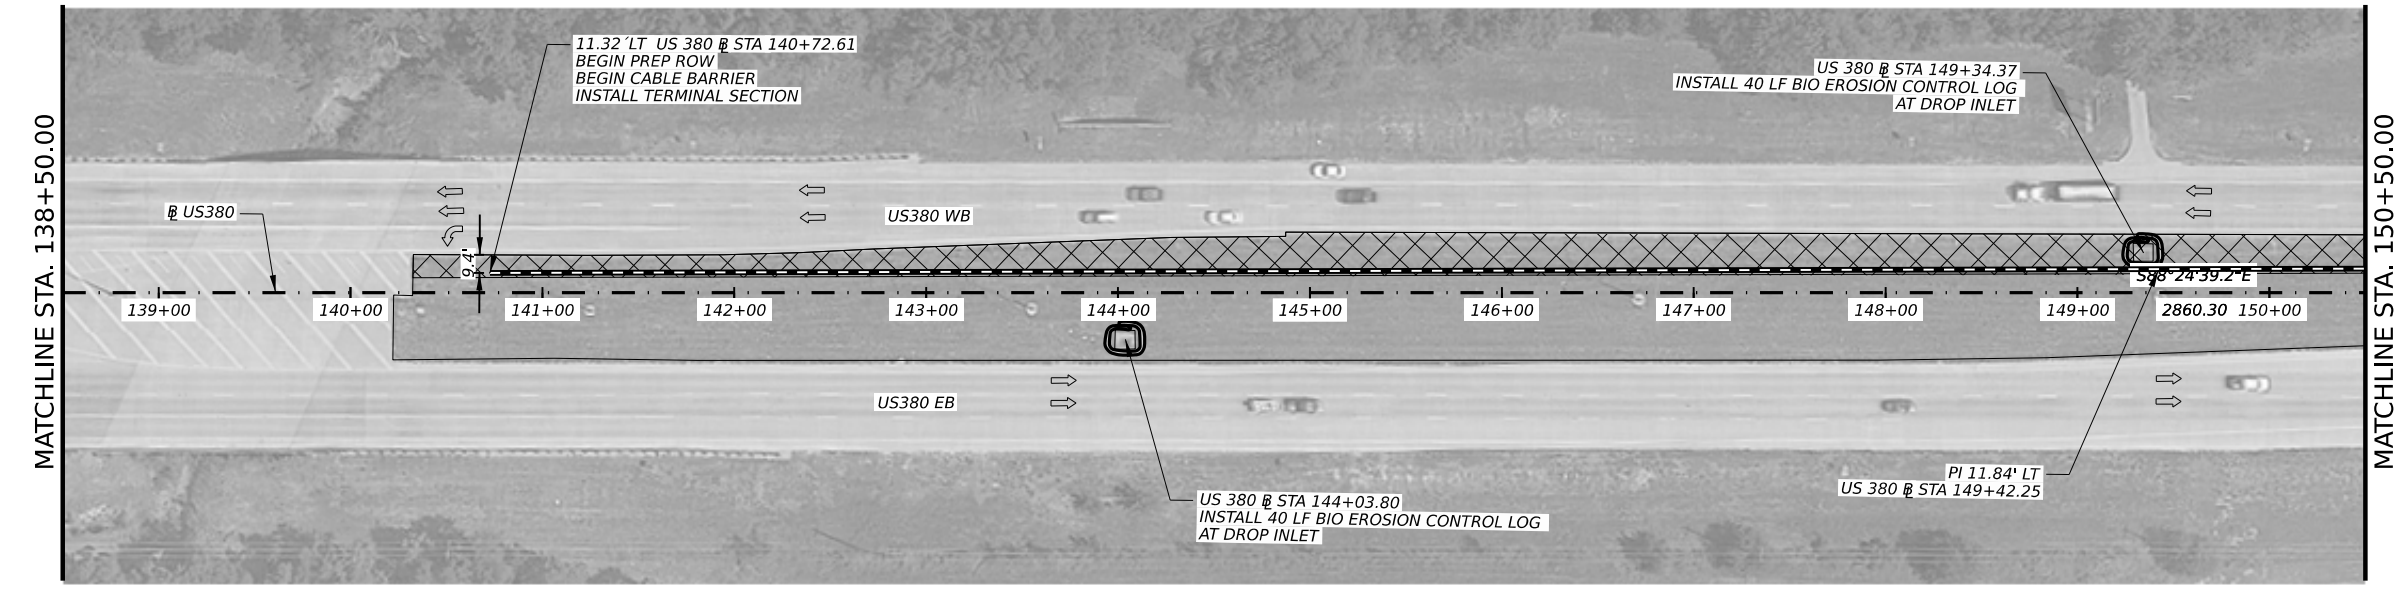 MATCHLINE STA. 138+50.00
11.32´LT US 380 ⅊ STA 140+72.61
BEGIN PREP ROW
BEGIN CABLE BARRIER
INSTALL TERMINAL SECTION
US 380 ⅊ STA 149+34.37
INSTALL 40 LF BIO EROSION CONTROL LOG
AT DROP INLET
⅊ US380
US380 WB
9.4'
S88°24'39.2"E
139+00
140+00
141+00
142+00
143+00
144+00
145+00
146+00
147+00
148+00
149+00
2860.30
150+00
US380 EB
PI 11.84' LT
US 380 ⅊ STA 149+42.25
US 380 ⅊ STA 144+03.80
INSTALL 40 LF BIO EROSION CONTROL LOG
AT DROP INLET
MATCHLINE STA. 150+50.00